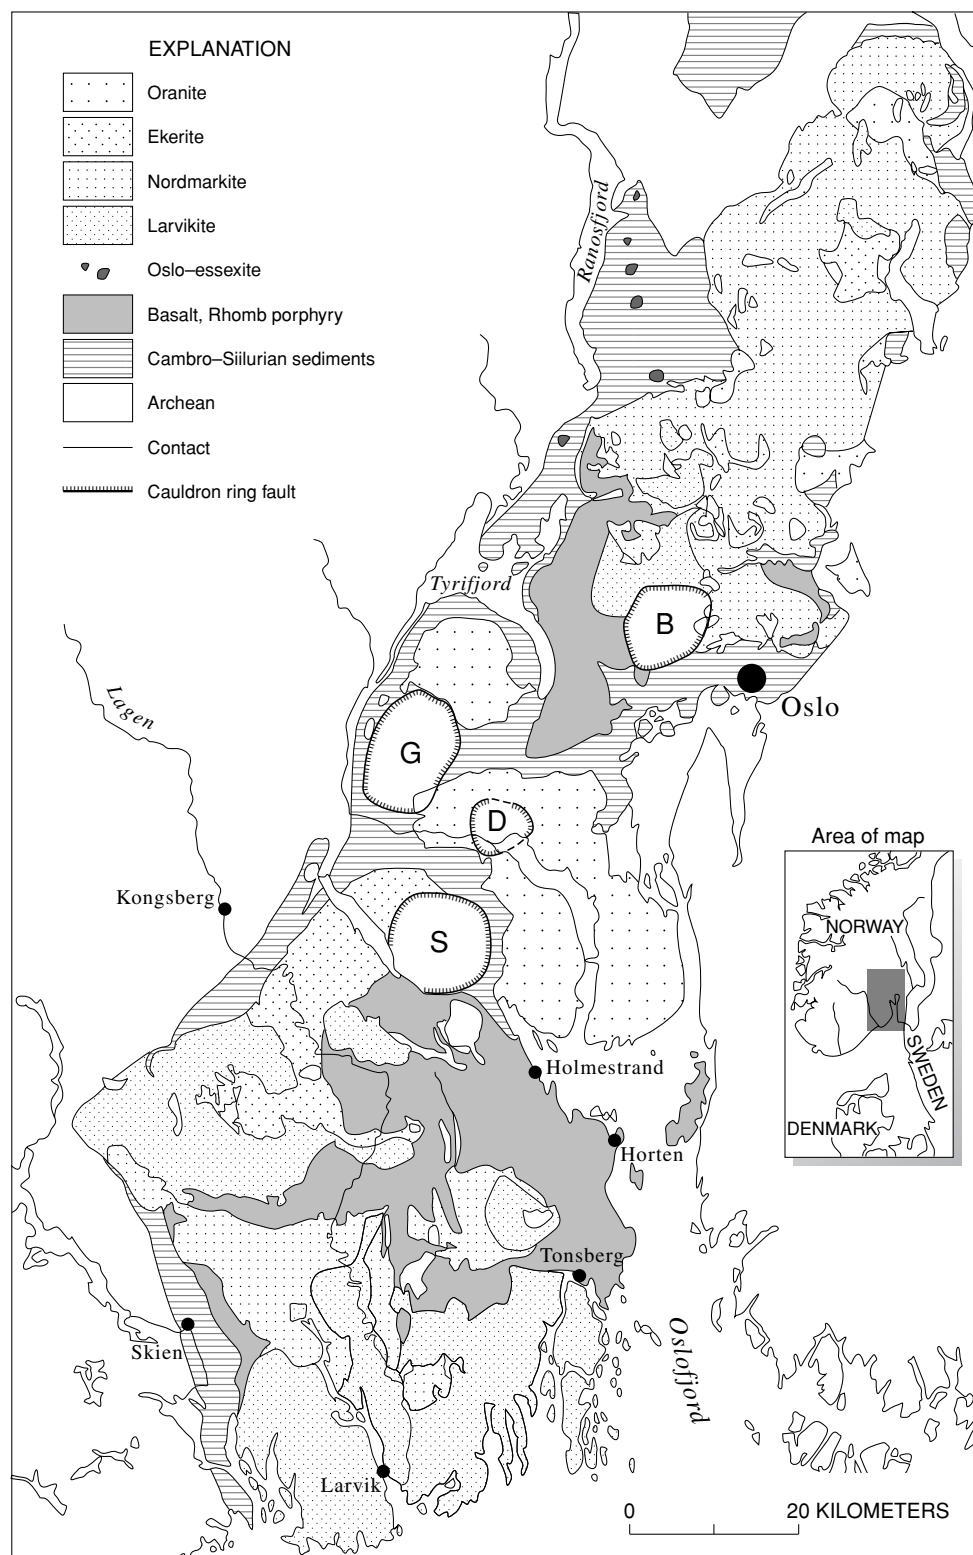 EXPLANATION
Oranite
Ekerite
Nordmarkite
Larvikite
Oslo–essexite
Basalt, Rhomb porphyry
Cambro–Siilurian sediments
Archean
Contact
Cauldron ring fault
Ranosfjord
Tyrifjord
B
Oslo
Lagen
G
D
Area of map
Kongsberg
S
NORWAY
SWEDEN
DENMARK
Holmestrand
Horten
Tonsberg
Skien
Oslofjord
Larvik
0 20 KILOMETERS